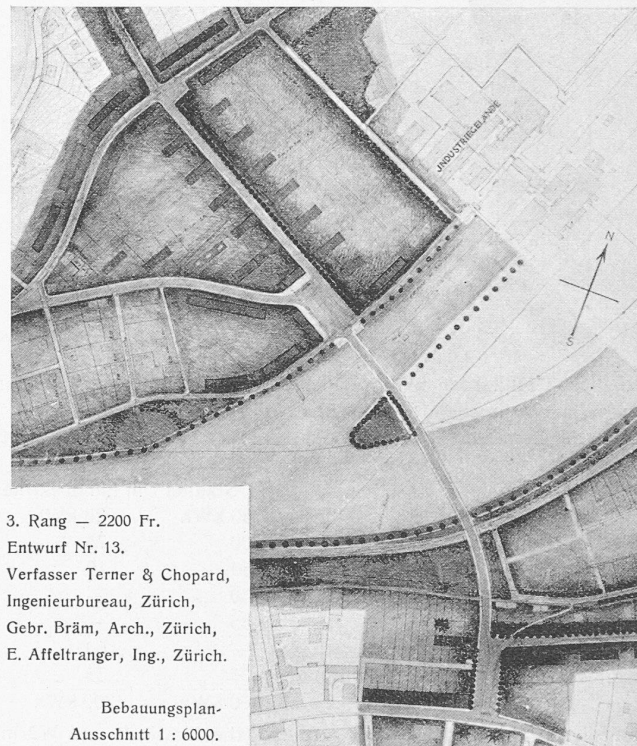 JNDUSTRIEGELÄNDE
N
S
3. Rang — 2200 Fr.
Entwurf Nr. 13.
Verfasser Terner & Chopard,
Ingenieurbureau, Zürich,
Gebr. Bräm, Arch., Zürich,
E. Affeltranger, Ing., Zürich.
Bebauungsplan-
Ausschnitt 1 : 6000.